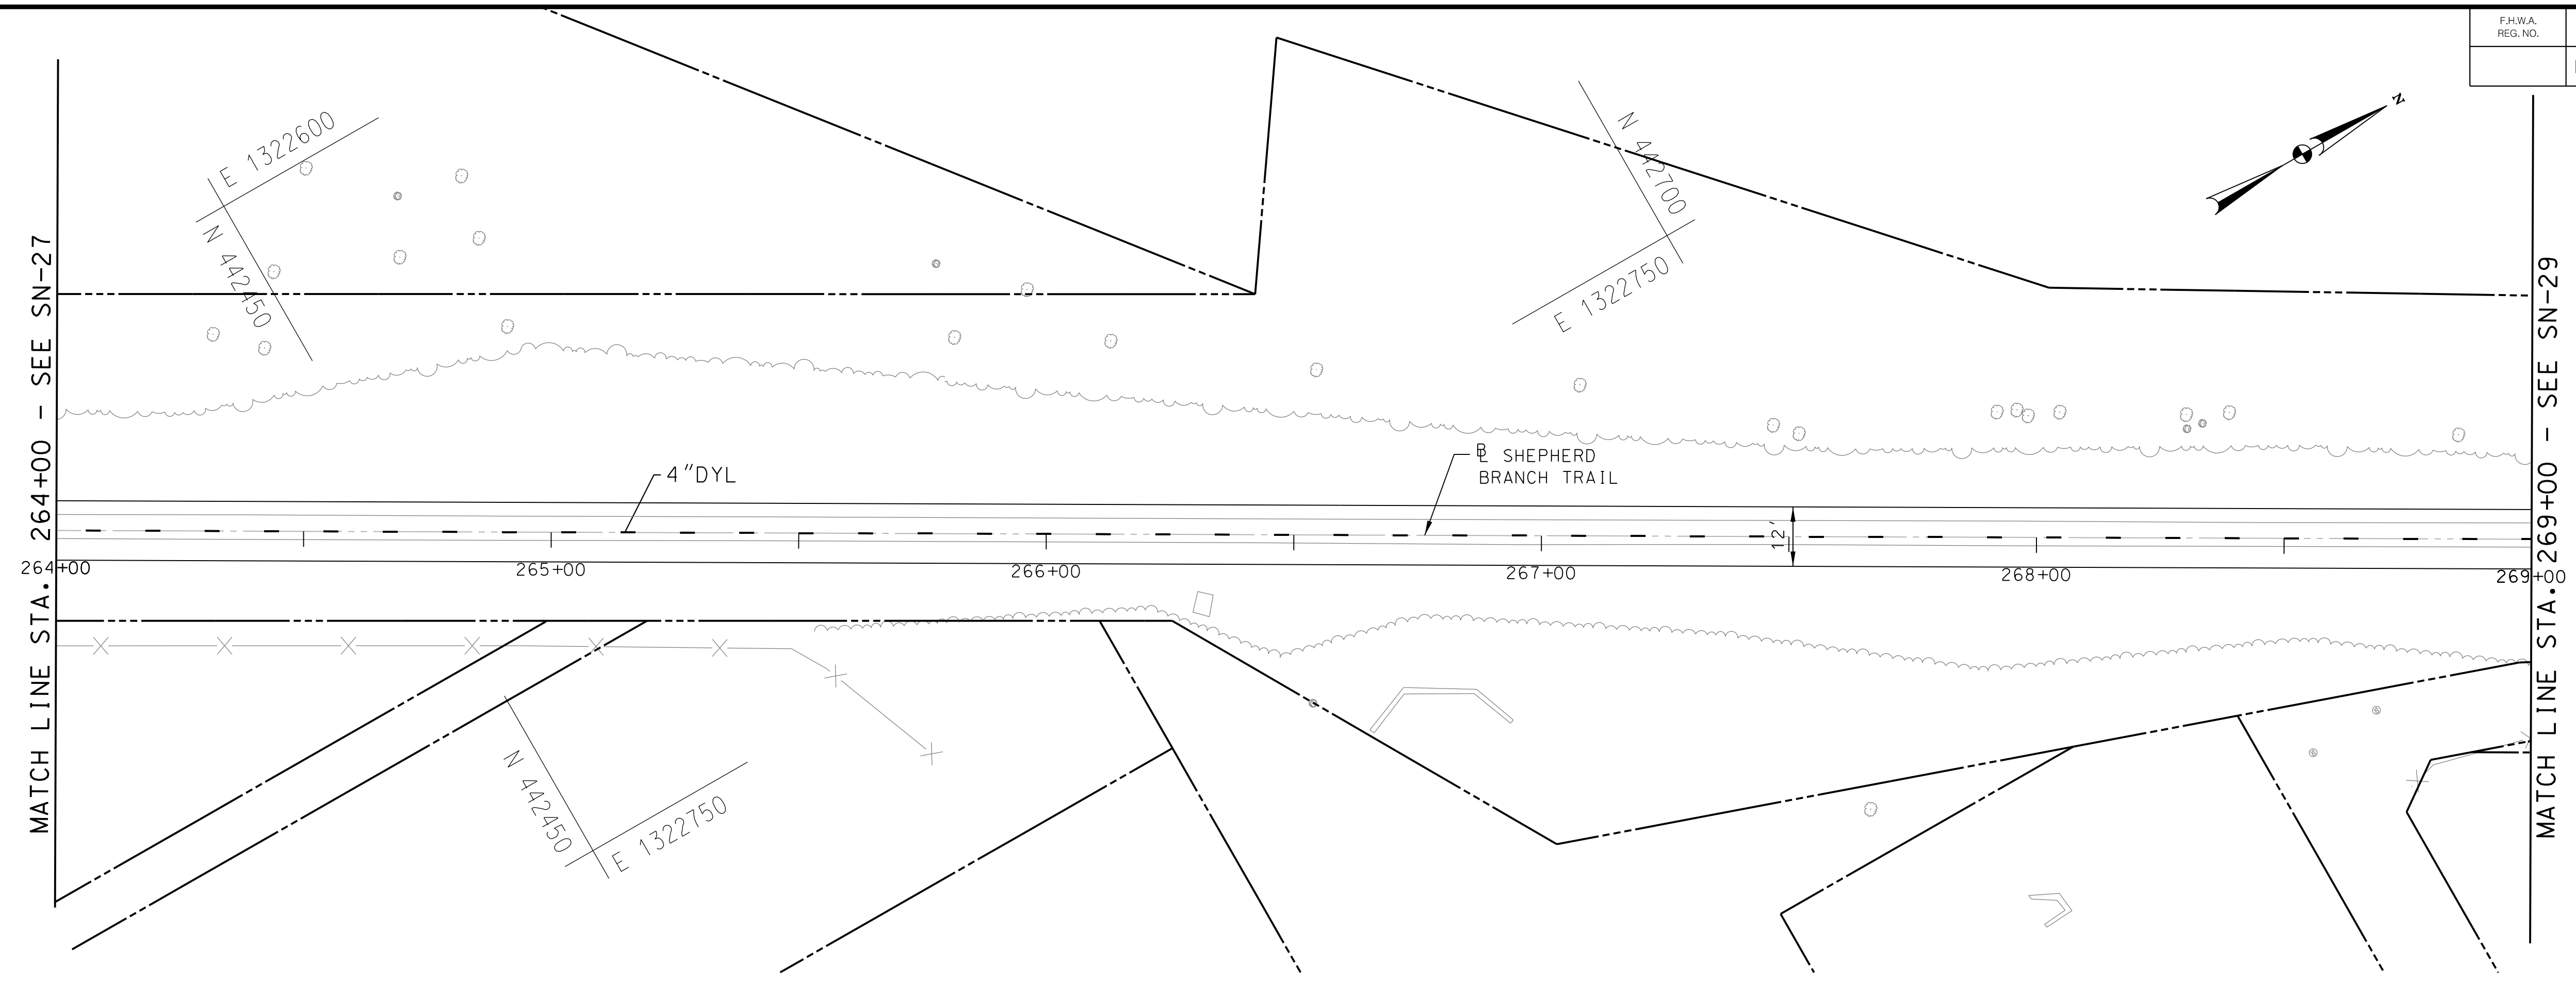 F.H.W.A.
REG. NO.
N
E 1322600
N 442450
N 442700
E 1322750
MATCH LINE STA. 264+00 - SEE SN-27
4"DYL
BL SHEPHERD
BRANCH TRAIL
12'
264+00
265+00
266+00
267+00
268+00
269+00
N 442450
E 1322750
MATCH LINE STA. 269+00 - SEE SN-29